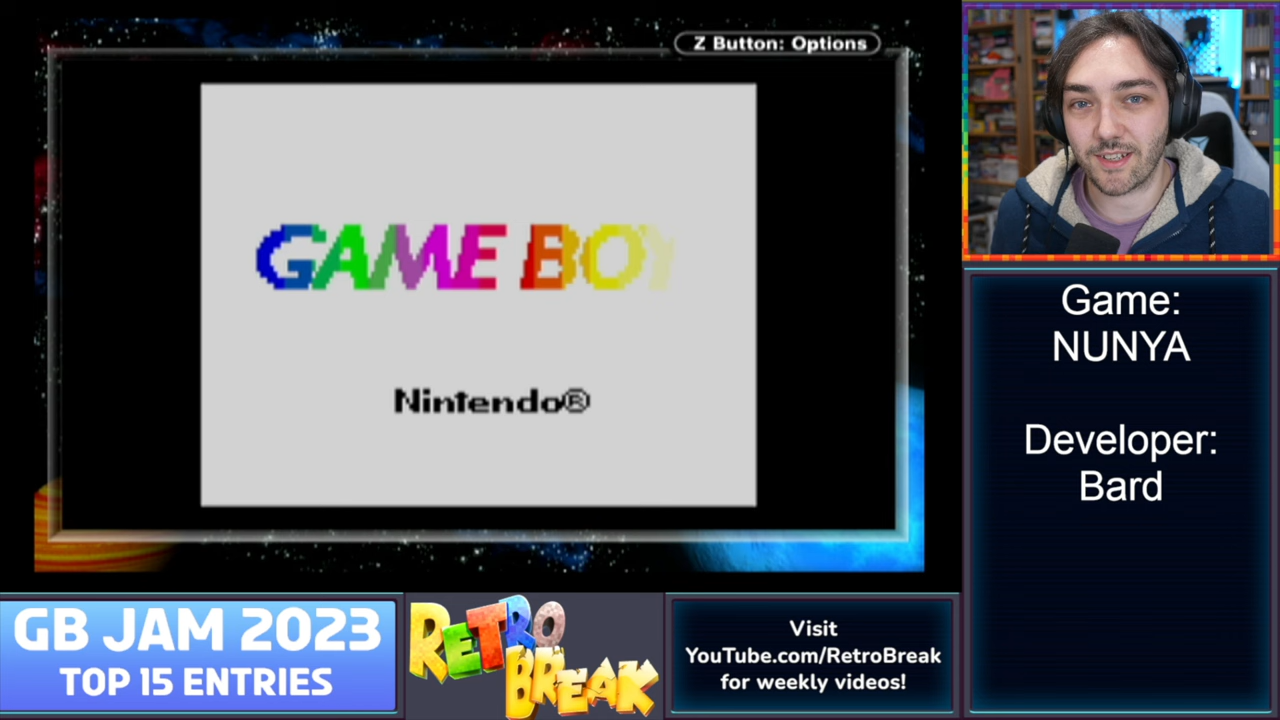 Z Button: Options
GAME BOY
Nintendo®
Game:
NUNYA
Developer:
Bard
GB JAM 2023
TOP 15 ENTRIES
RETRO
BREAK
Visit
YouTube.com/RetroBreak
for weekly videos!